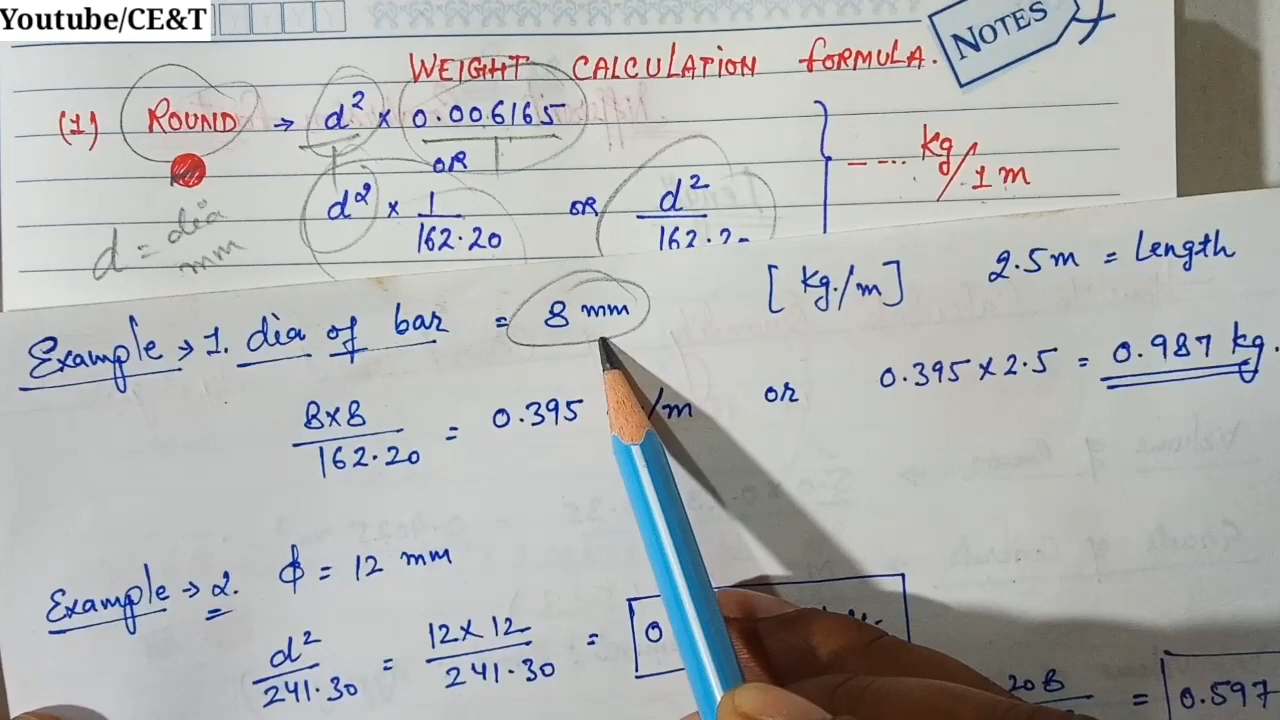 Youtube/CE&T
NOTES
WEIGHT CALCULATION FORMULA.
(1) ROUND → d² × 0.006165
OR
d² × 1/162.20 OR d²/162.2
---- kg/1m
d = dia mm
[kg/m] 2.5m = Length
Example → 1. dia of bar = 8 mm
8×8/162.20 = 0.395 /m or 0.395 × 2.5 = 0.987 kg.
Example → 2. ɸ = 12 mm
d²/241.30 = 12×12/241.30 = 0
= 0.597